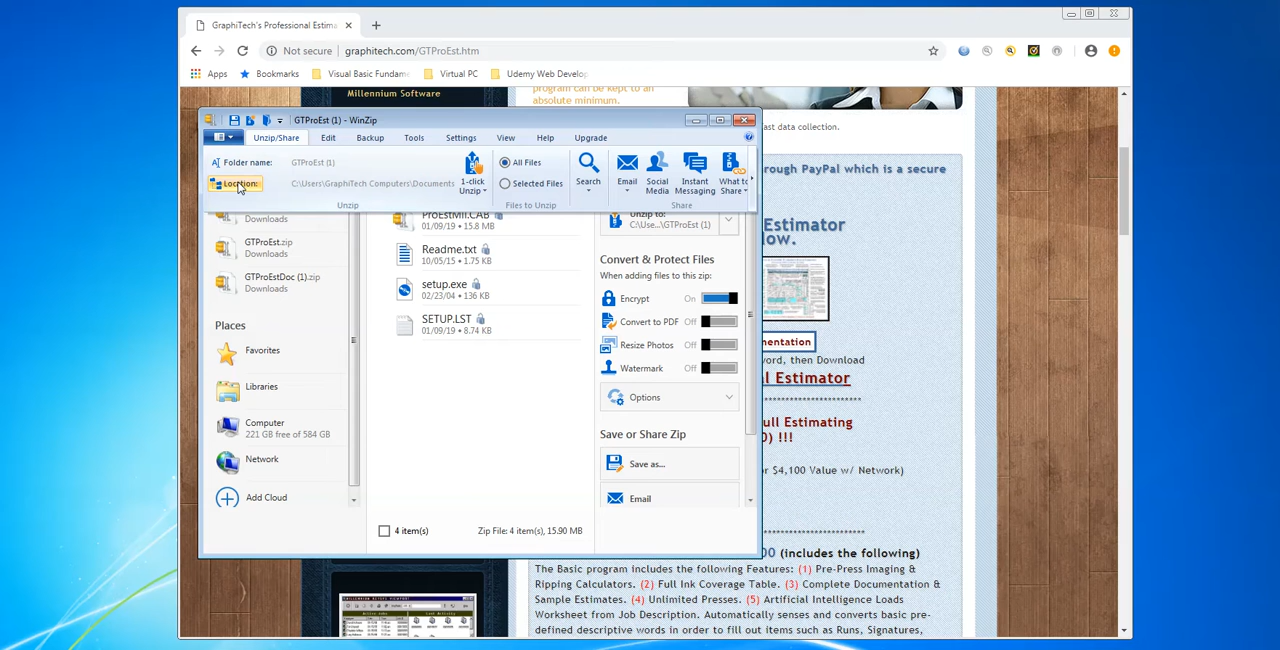 GraphiTech's Professional Estima
Not secure
graphitech.com/GTProEst.htm
Apps
Bookmarks
Visual Basic Fundame
Virtual PC
Udemy Web Develop
Millennium Software
program can be kept to an
absolute minimum.
ast data collection.
GTProEst (1) - WinZip
Unzip/Share
Edit
Backup
Tools
Settings
View
Help
Upgrade
Folder name:
GTProEst (1)
Location:
C:\Users\GraphiTech Computers\Documents
1-click
Unzip
All Files
Selected Files
Search
Email
Social
Media
Instant
Messaging
What to
Share
Unzip
Files to Unzip
Share
Downloads
GTProEst.zip
Downloads
GTProEstDoc (1).zip
Downloads
Places
Favorites
Libraries
Computer
221 GB free of 584 GB
Network
Add Cloud
ProEstMil.CAB
01/09/19 • 15.8 MB
Readme.txt
10/05/15 • 1.75 KB
setup.exe
02/23/04 • 136 KB
SETUP.LST
01/09/19 • 8.74 KB
4 item(s)
Zip File: 4 item(s), 15.90 MB
Unzip to:
C:\Use...\GTProEst (1)
Convert & Protect Files
When adding files to this zip:
Encrypt
On
Convert to PDF
Off
Resize Photos
Off
Watermark
Off
Options
Save or Share Zip
Save as...
Email
rough PayPal which is a secure
Estimator
low.
mentation
word, then Download
al Estimator
******************************
ull Estimating
) !!!
or $4,100 Value w/ Network)
00 (includes the following)
The Basic program includes the following Features: (1) Pre-Press Imaging &
Ripping Calculators. (2) Full Ink Coverage Table. (3) Complete Documentation &
Sample Estimates. (4) Unlimited Presses. (5) Artificial Intelligence Loads
Worksheet from Job Description. Automatically senses and converts basic pre-
defined descriptive words in order to fill out items such as Runs, Signatures,